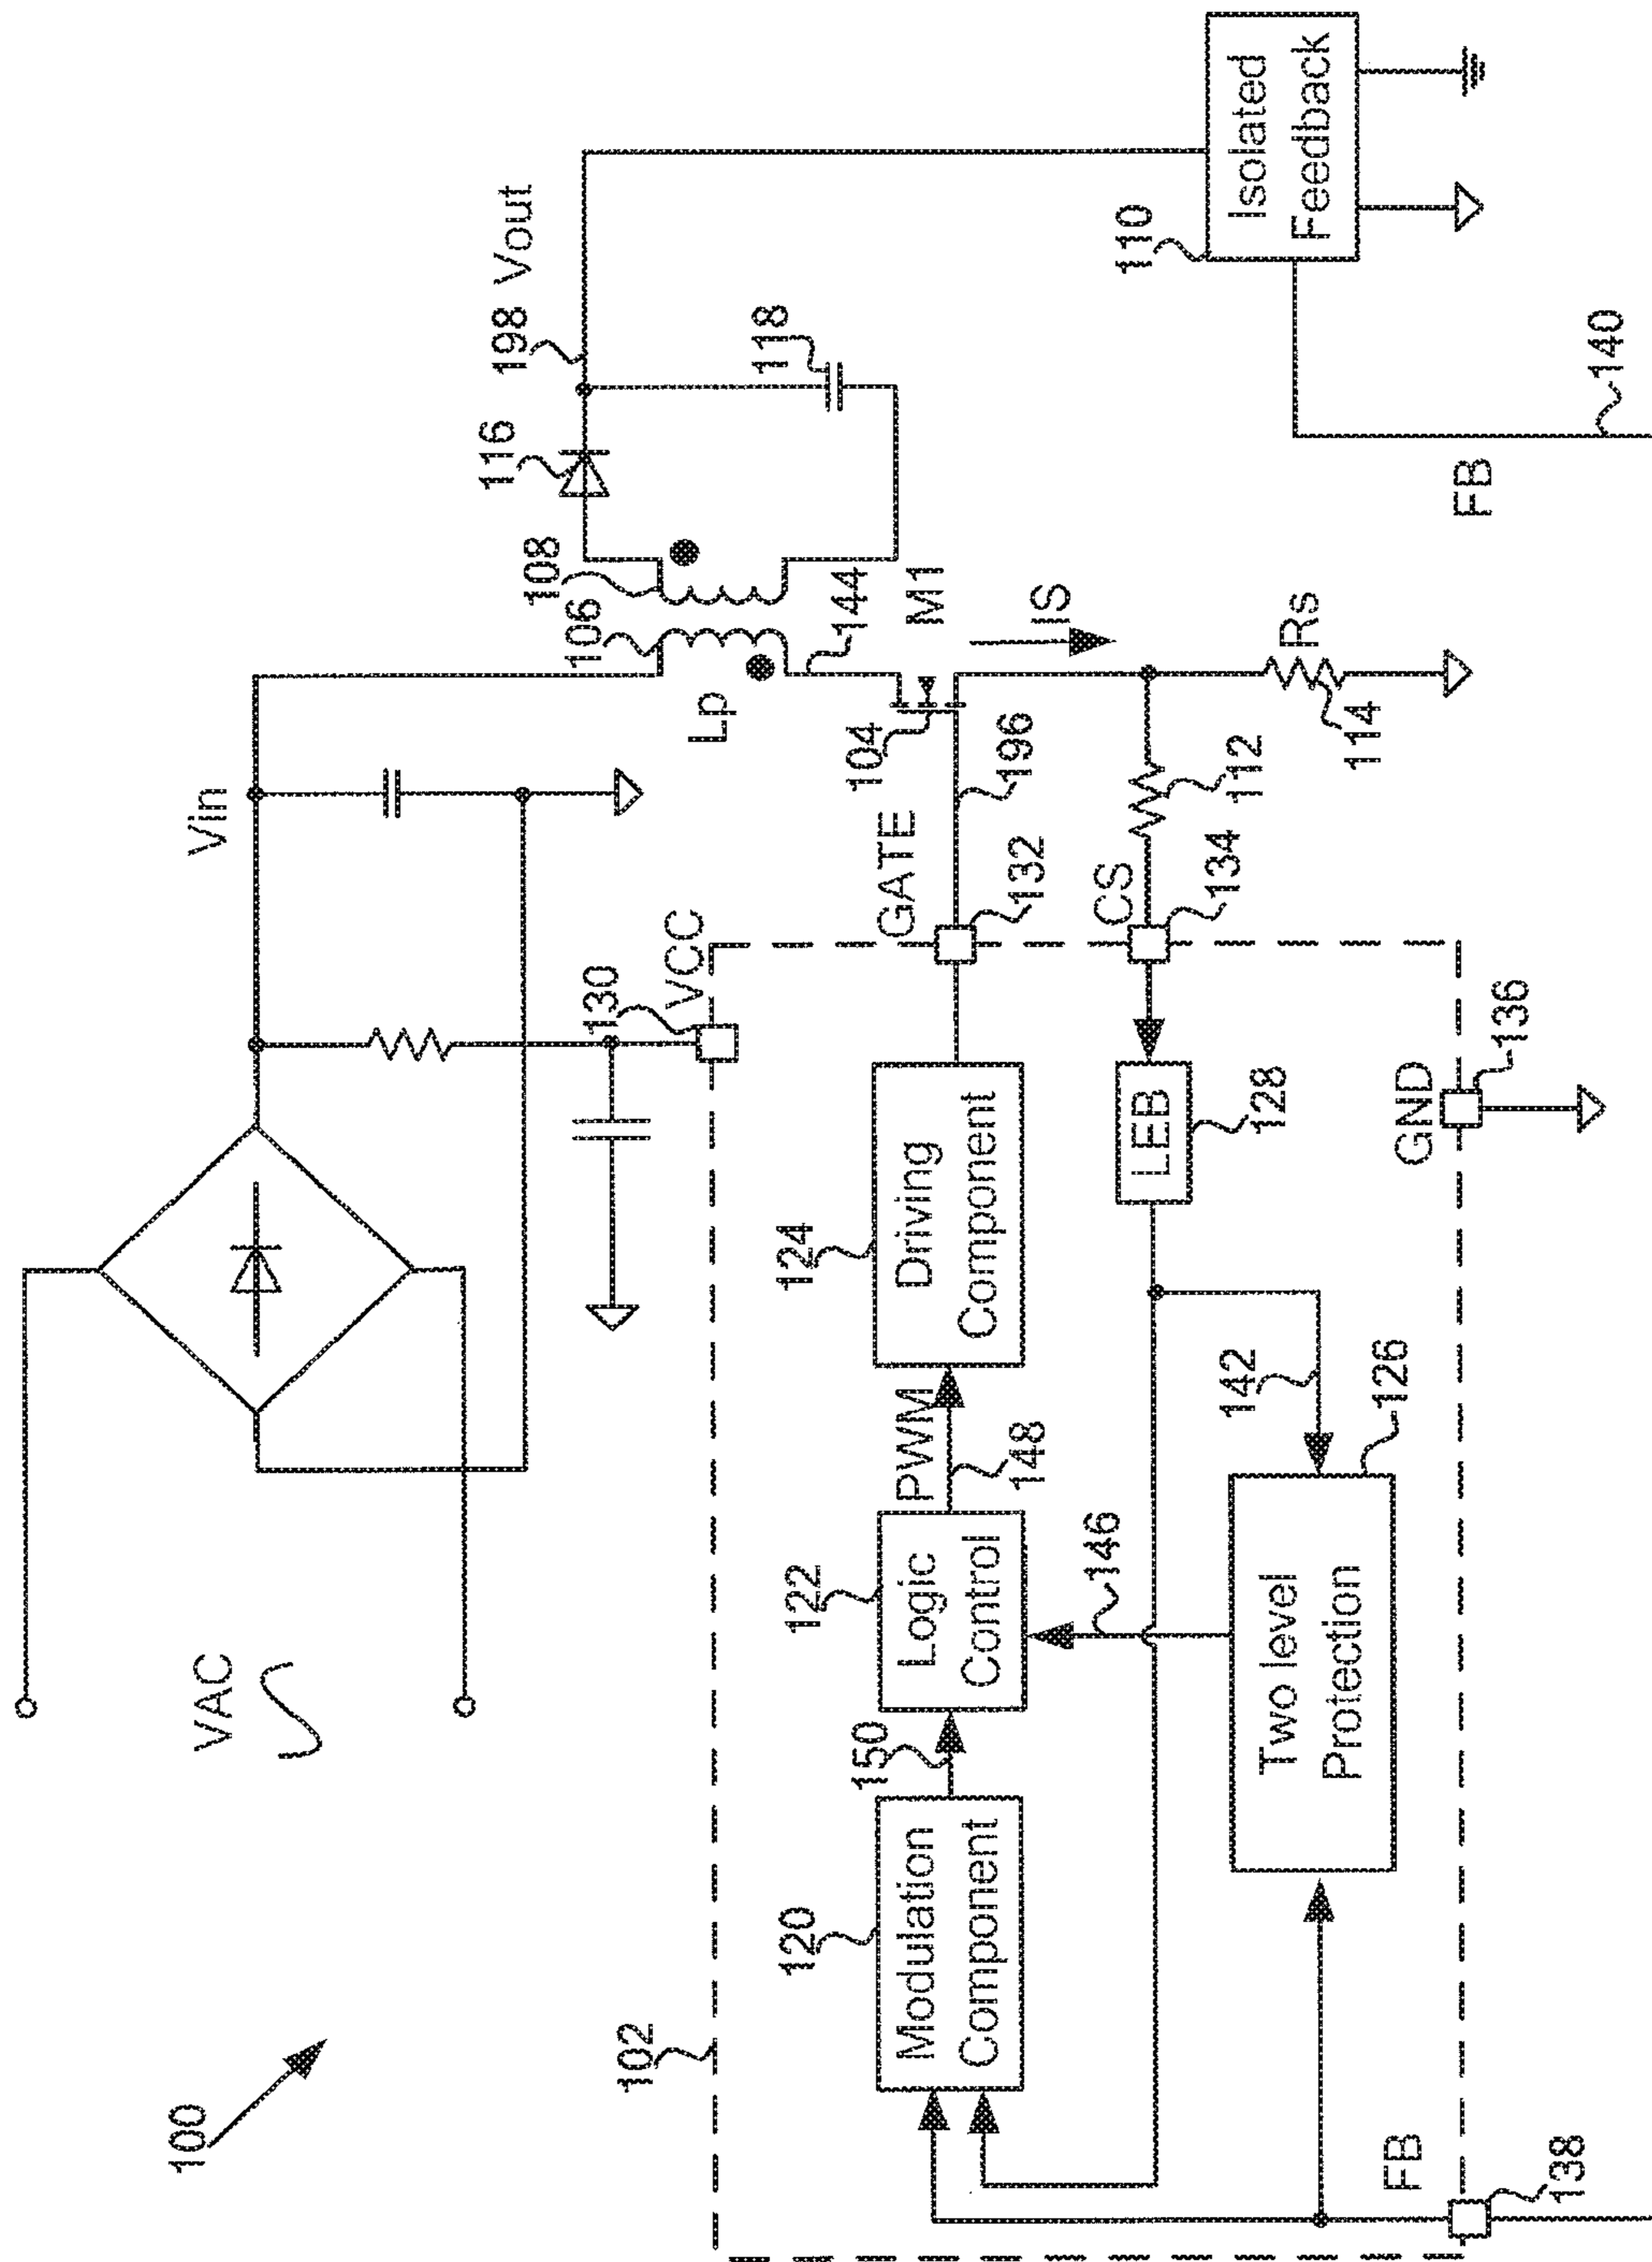 100
VAC
Vin
VCC
130
Lp
106
108
116
198
Vout
118
144
M1
104
GATE
196
132
IS
Rs
114
112
CS
134
102
120
Modulation
Component
150
122
Logic
Control
PWM
148
124
Driving
Component
LEB
128
146
142
126
Two level
Protection
GND
136
FB
138
110
Isolated
Feedback
FB
140